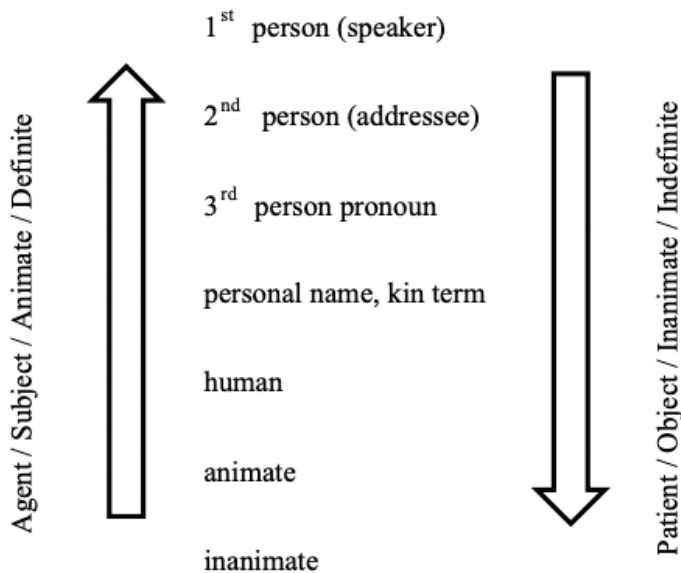 1st person (speaker)
2nd person (addressee)
3rd person pronoun
personal name, kin term
human
animate
inanimate
Agent / Subject / Animate / Definite
Patient / Object / Inanimate / Indefinite